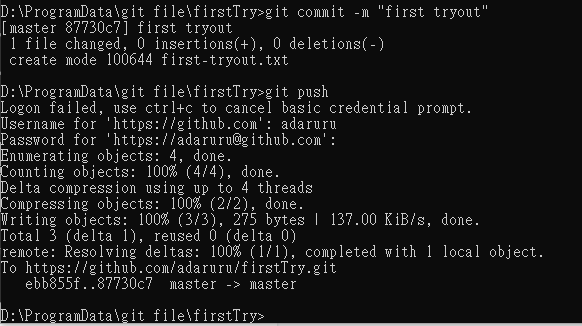 D:\ProgramData\git file\firstTry>git commit -m "first tryout"
[master 87730c7] first tryout
 1 file changed, 0 insertions(+), 0 deletions(-)
 create mode 100644 first-tryout.txt
D:\ProgramData\git file\firstTry>git push
Logon failed, use ctrl+c to cancel basic credential prompt.
Username for 'https://github.com': adaruru
Password for 'https://adaruru@github.com':
Enumerating objects: 4, done.
Counting objects: 100% (4/4), done.
Delta compression using up to 4 threads
Compressing objects: 100% (2/2), done.
Writing objects: 100% (3/3), 275 bytes | 137.00 KiB/s, done.
Total 3 (delta 1), reused 0 (delta 0)
remote: Resolving deltas: 100% (1/1), completed with 1 local object.
To https://github.com/adaruru/firstTry.git
   ebb855f..87730c7  master -> master
D:\ProgramData\git file\firstTry>